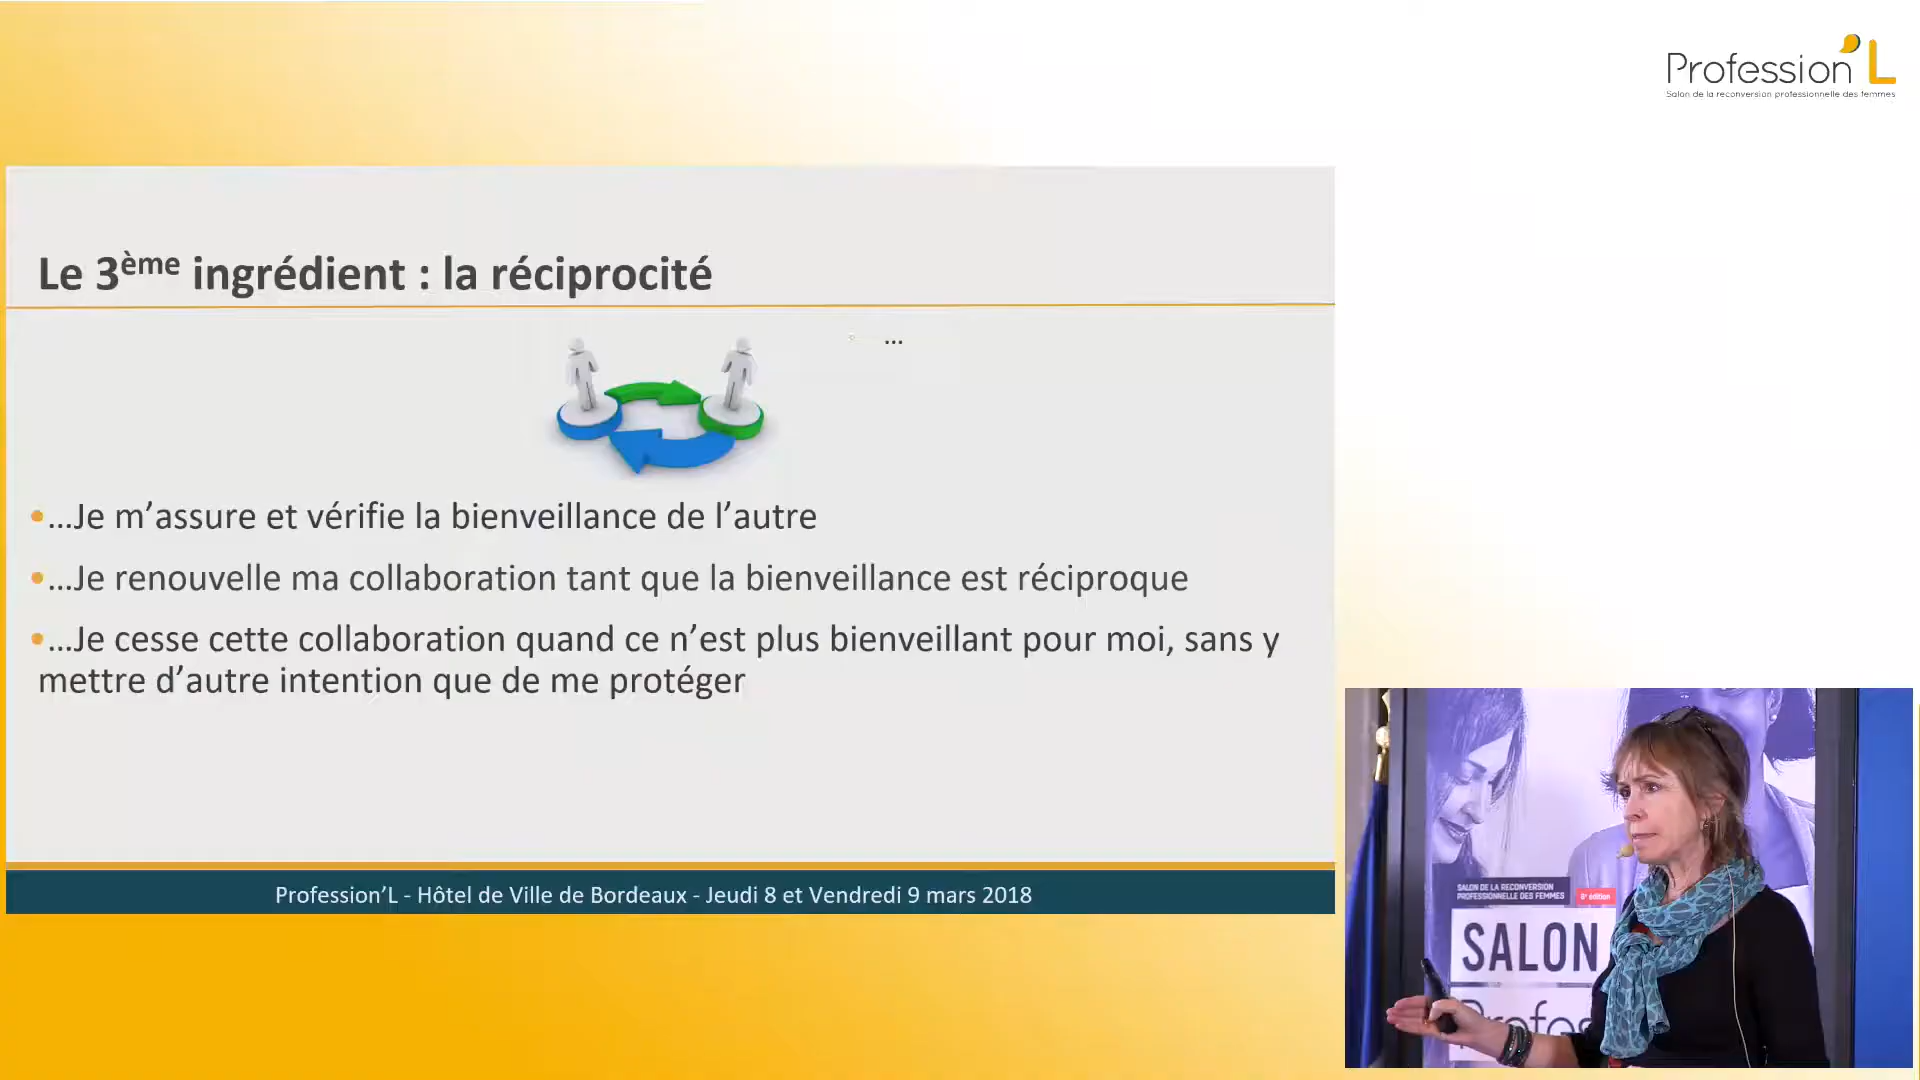 Profession'L
Salon de la reconversion professionnelle des femmes
Le 3ème ingrédient : la réciprocité
...
•...Je m’assure et vérifie la bienveillance de l’autre
•...Je renouvelle ma collaboration tant que la bienveillance est réciproque
•...Je cesse cette collaboration quand ce n’est plus bienveillant pour moi, sans y
mettre d’autre intention que de me protéger
Profession’L - Hôtel de Ville de Bordeaux - Jeudi 8 et Vendredi 9 mars 2018
SALON DE LA RECONVERSION
PROFESSIONNELLE DES FEMMES
6e édition
SALON
Profes